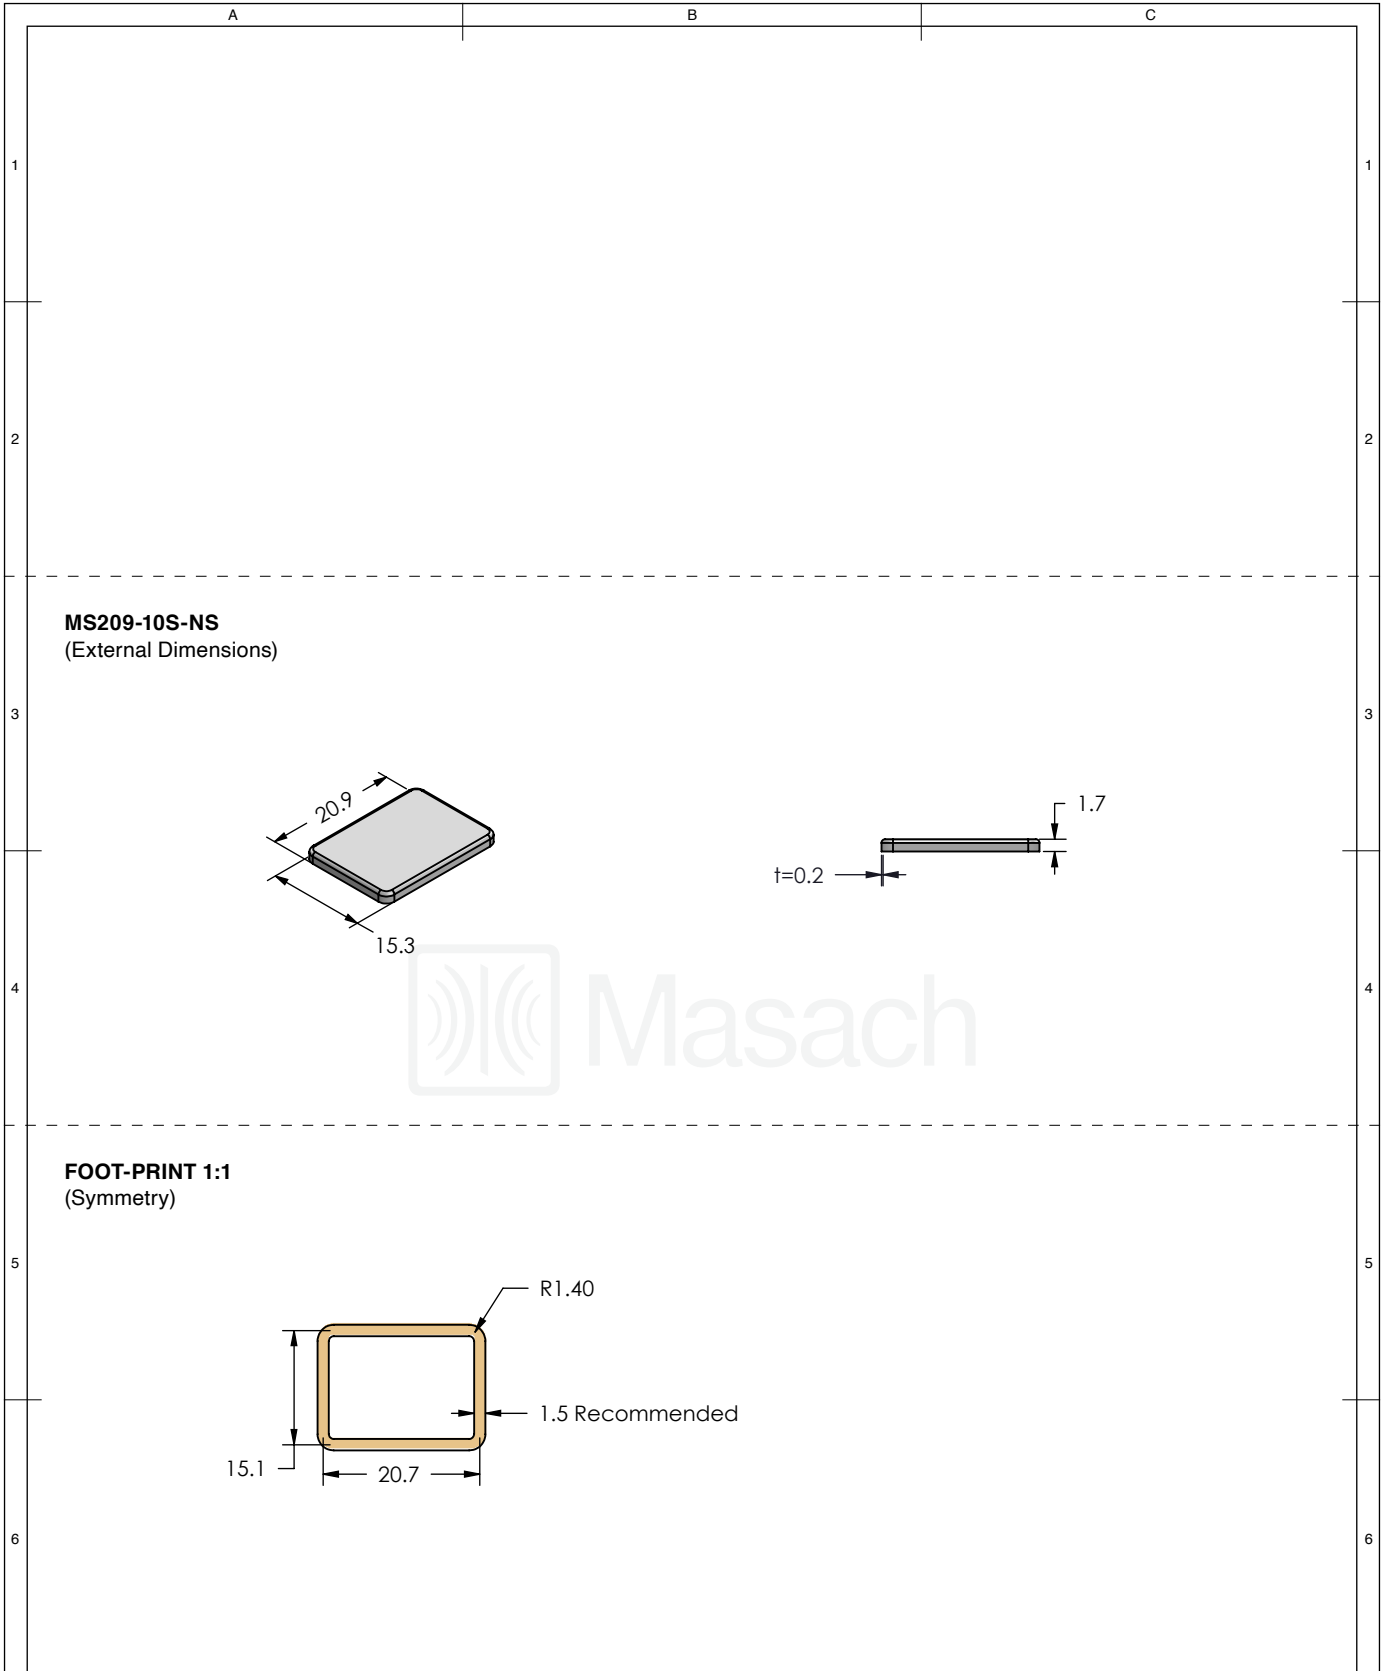 A B C
1 1
2 2
MS209-10S-NS
(External Dimensions)
3 3
20.9
1.7
t=0.2
15.3
Masach
4 4
FOOT-PRINT 1:1
(Symmetry)
5 5
R1.40
1.5 Recommended
15.1
20.7
6 6